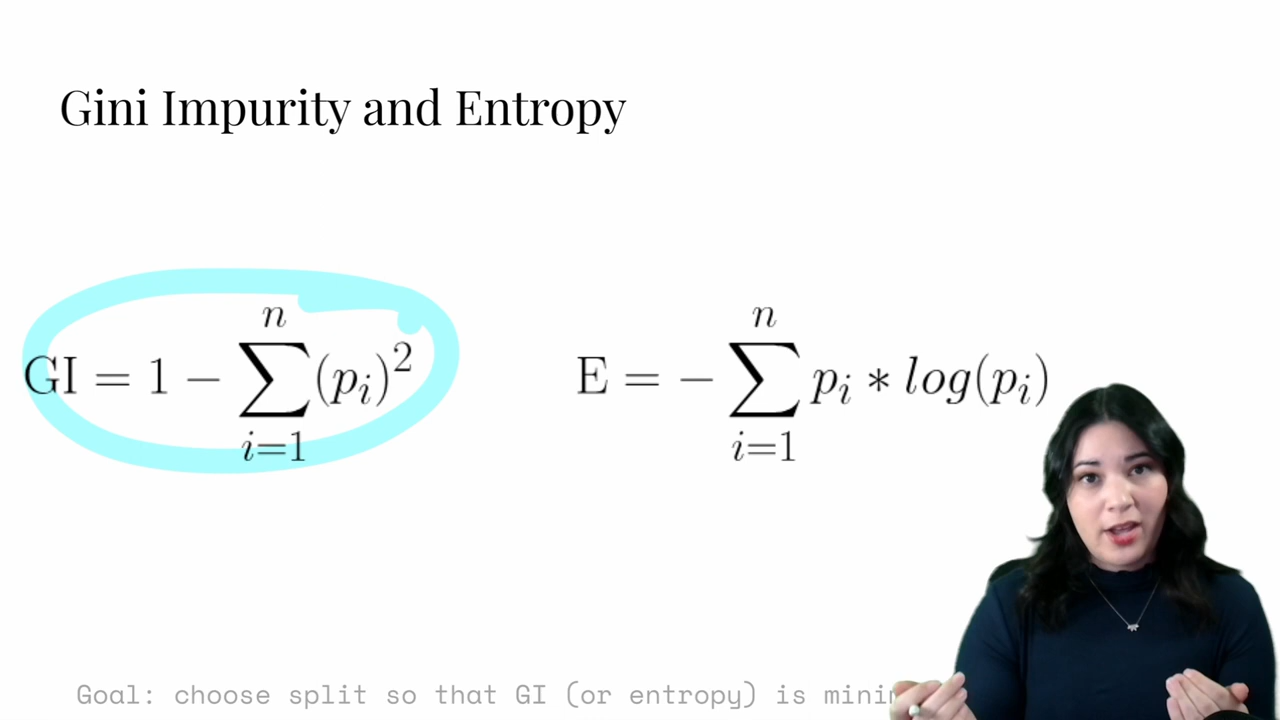 Gini Impurity and Entropy
GI = 1 − ∑_{i=1}^{n} (p_i)^2
E = − ∑_{i=1}^{n} p_i * log(p_i)
Goal: choose split so that GI (or entropy) is